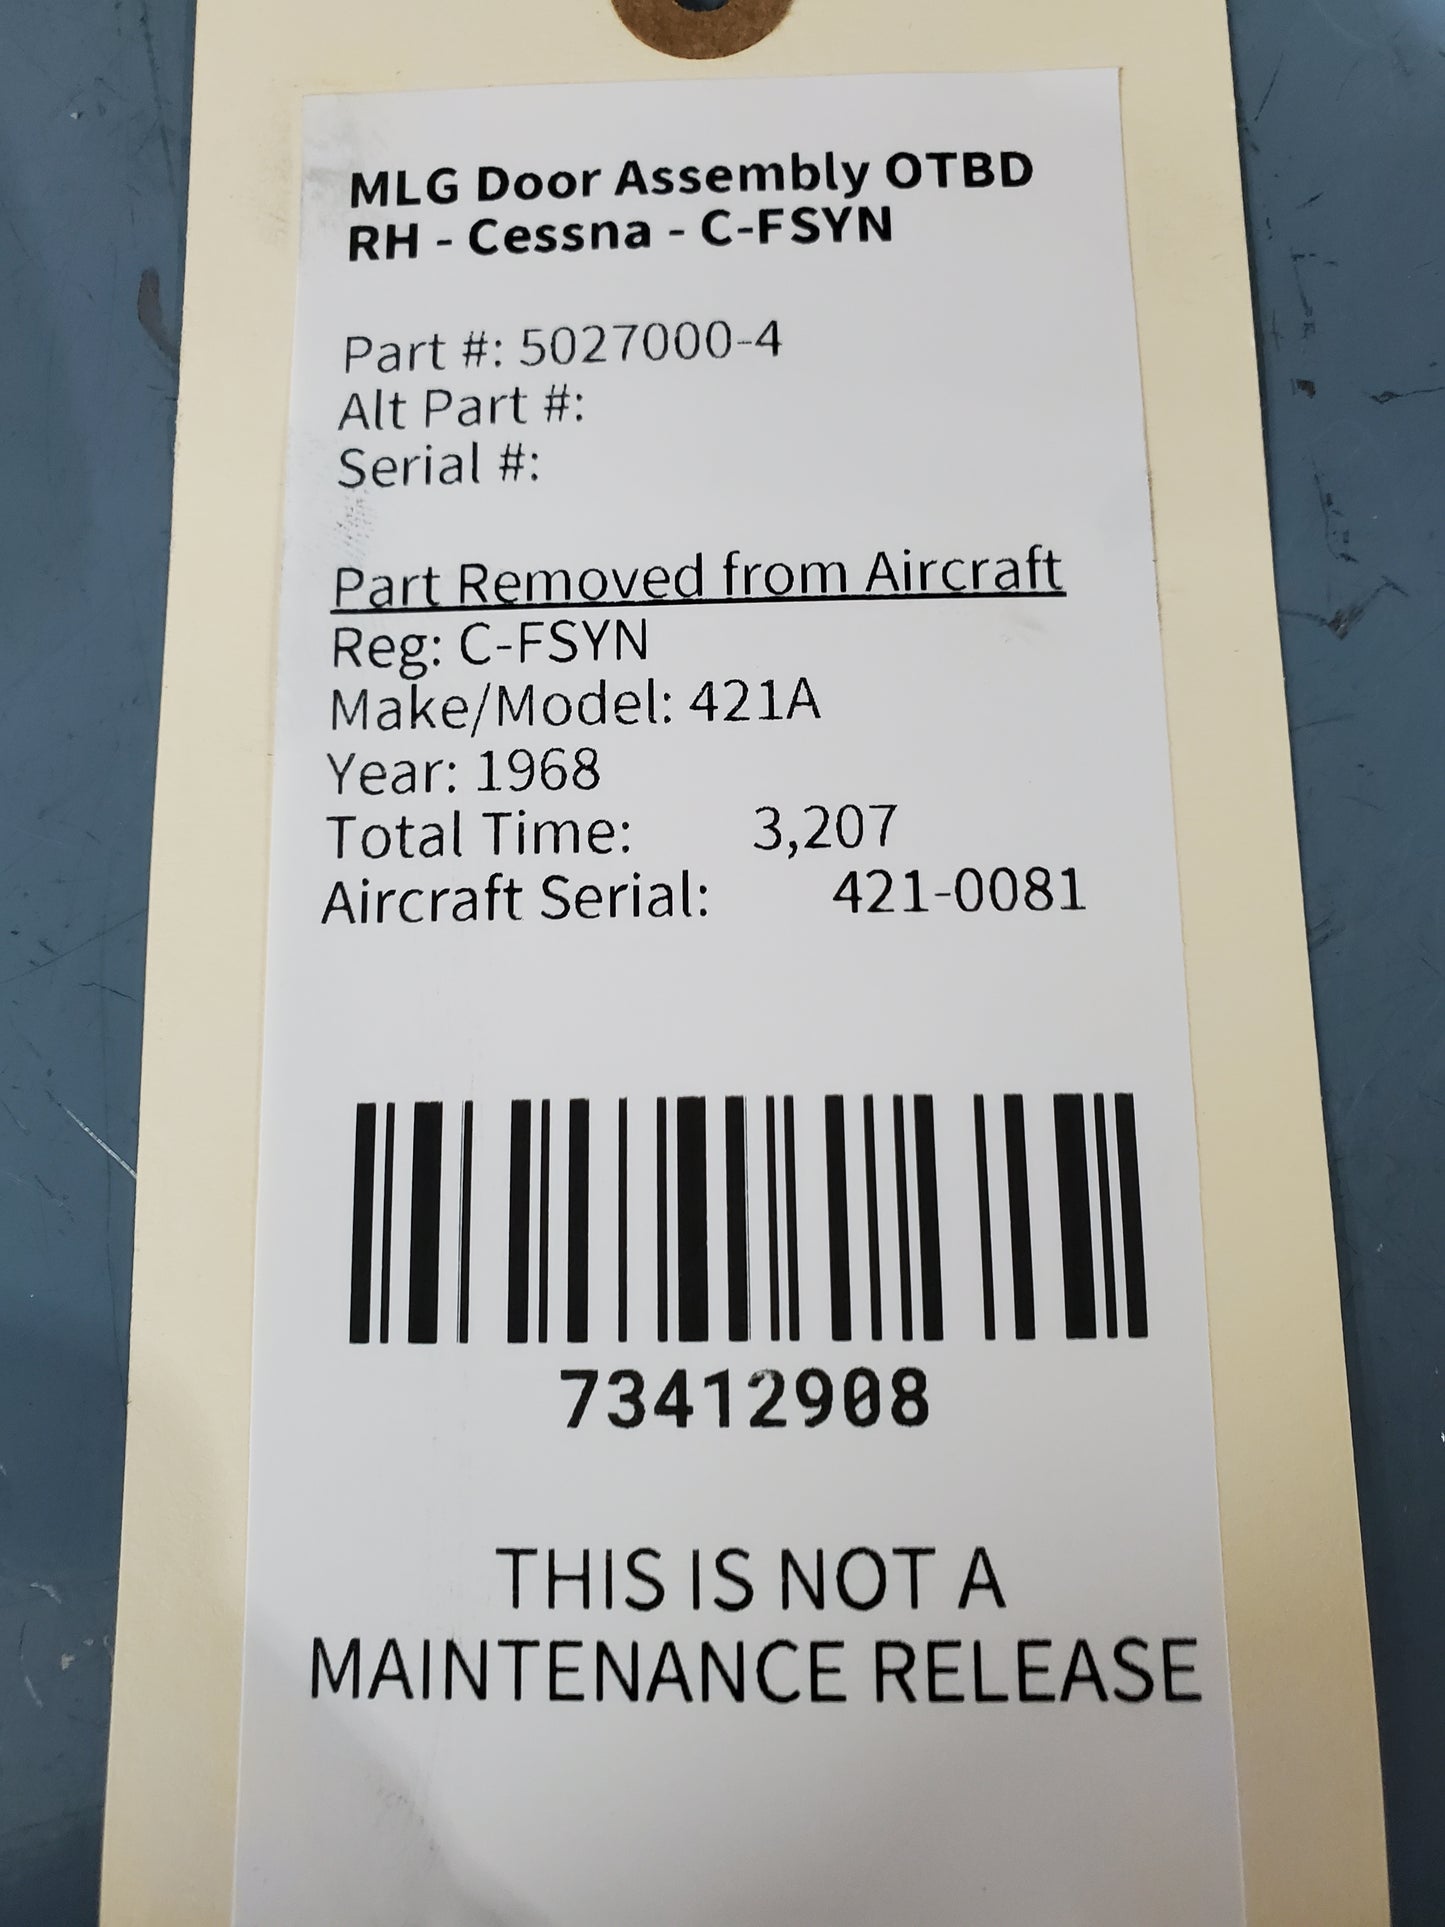 MLG Door Assembly OTBD
RH - Cessna - C-FSYN
Part #: 5027000-4
Alt Part #:
Serial #:
Part Removed from Aircraft
Reg: C-FSYN
Make/Model: 421A
Year: 1968
Total Time: 3,207
Aircraft Serial: 421-0081
73412908
THIS IS NOT A
MAINTENANCE RELEASE